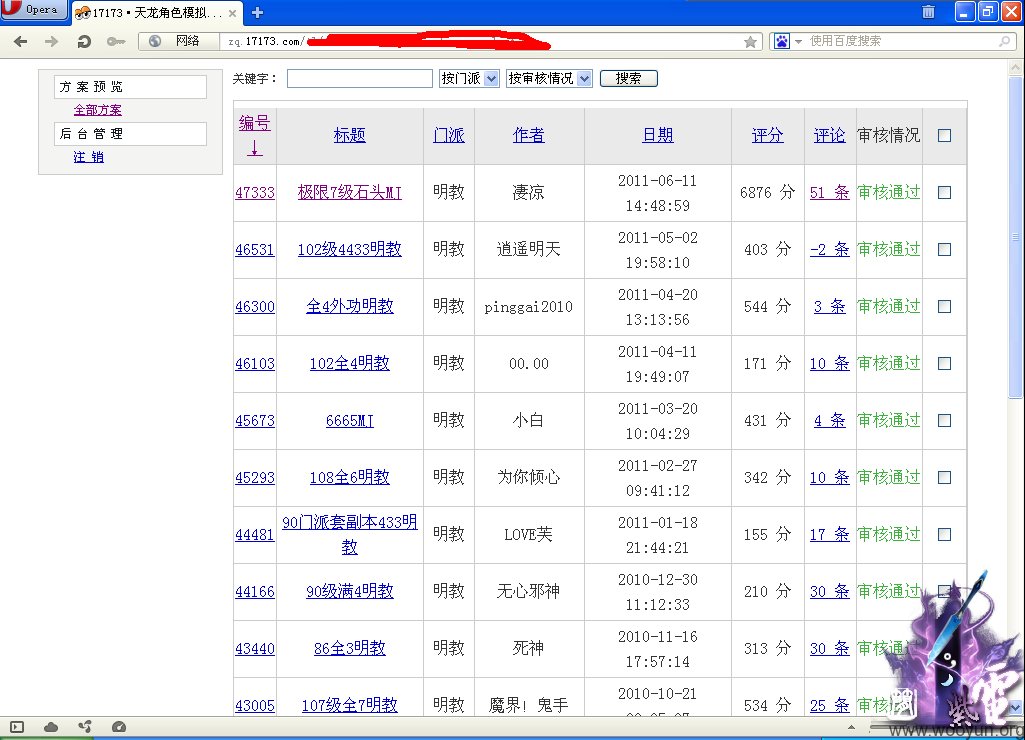 Opera
17173 • 天龙角色模拟...
网络
zq.17173.com/
使用百度搜索
方案预览
全部方案
后台管理
注 销
关键字：
按门派
按审核情况
搜索
编号↓ 标题 门派 作者 日期 评分 评论 审核情况
47333 极限7级石头MJ 明教 凄凉 2011-06-11 14:48:59 6876 分 51 条 审核通过
46531 102级4433明教 明教 逍遥明天 2011-05-02 19:58:10 403 分 -2 条 审核通过
46300 全4外功明教 明教 pinggai2010 2011-04-20 13:13:56 544 分 3 条 审核通过
46103 102全4明教 明教 00.00 2011-04-11 19:49:07 171 分 10 条 审核通过
45673 6665MJ 明教 小白 2011-03-20 10:04:29 431 分 4 条 审核通过
45293 108全6明教 明教 为你倾心 2011-02-27 09:41:12 342 分 10 条 审核通过
44481 90门派套副本433明教 明教 LOVE芙 2011-01-18 21:44:21 155 分 17 条 审核通过
44166 90级满4明教 明教 无心邪神 2010-12-30 11:12:33 210 分 30 条 审核通过
43440 86全3明教 明教 死神 2010-11-16 17:57:14 313 分 30 条 审核通过
43005 107级全7明教 明教 魔界！鬼手 2010-10-21 534 分 25 条 审核
紫電
www.wooyun.org